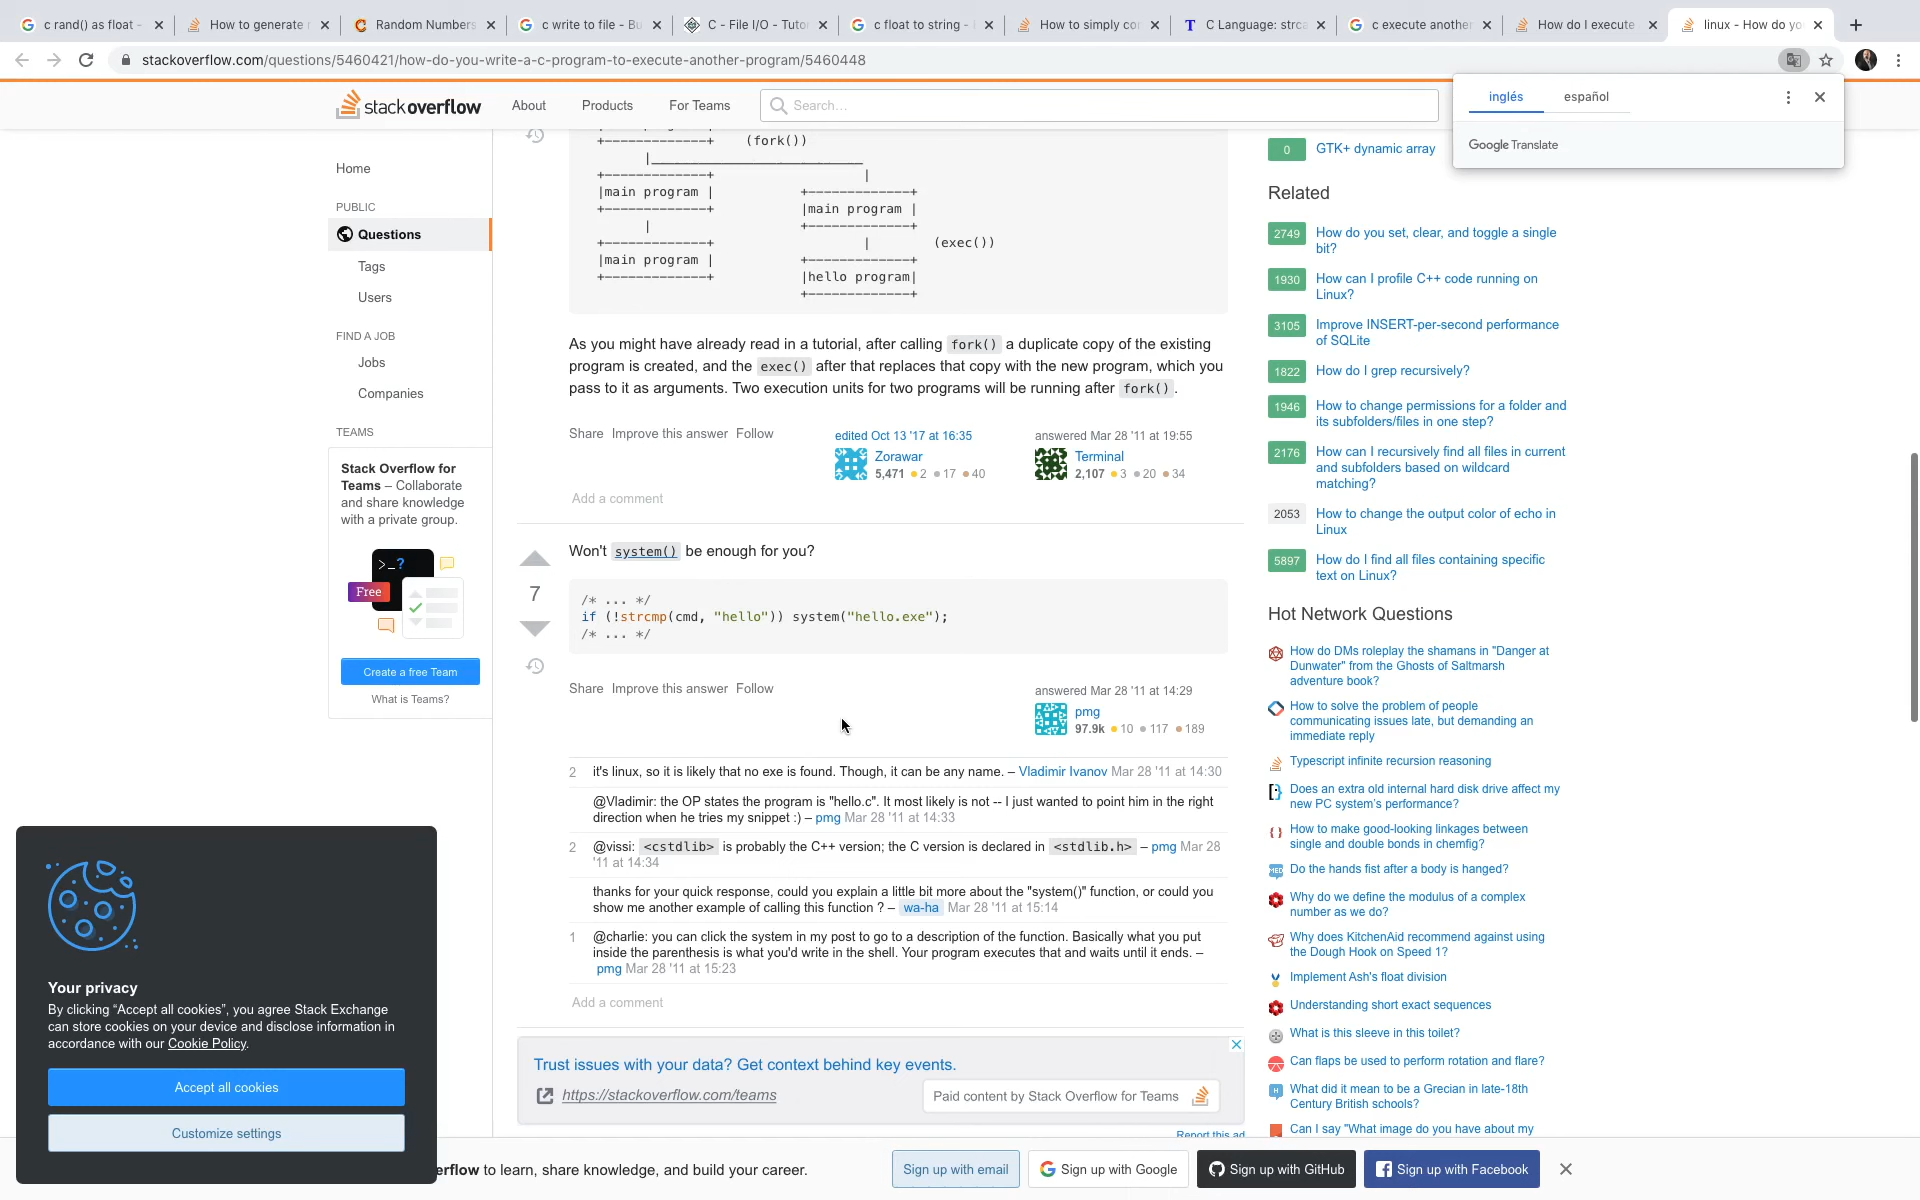 c rand() as float -
How to generate r
Random Numbers
c write to file - Bu
C - File I/O - Tutor
c float to string -
How to simply co
C Language: strca
c execute another
How do I execute
linux - How do yo
stackoverflow.com/questions/5460421/how-do-you-write-a-c-program-to-execute-another-program/5460448
stackoverflow
About
Products
For Teams
Search…
inglés
español
Google Translate
Home
PUBLIC
Questions
Tags
Users
FIND A JOB
Jobs
Companies
TEAMS
Stack Overflow for
Teams – Collaborate
and share knowledge
with a private group.
>_?
Free
Create a free Team
What is Teams?
+-------------+    (fork())
|___________________________
+-------------+                   |
|main program |           +-------------+
+-------------+           |main program |
|                         +-------------+
+-------------+                   |        (exec())
|main program |           +-------------+
+-------------+           |hello program|
+-------------+
As you might have already read in a tutorial, after calling fork() a duplicate copy of the existing
program is created, and the exec() after that replaces that copy with the new program, which you
pass to it as arguments. Two execution units for two programs will be running after fork().
Share Improve this answer Follow
edited Oct 13 '17 at 16:35
Zorawar
5,471 2 17 40
answered Mar 28 '11 at 19:55
Terminal
2,107 3 20 34
Add a comment
Won't system() be enough for you?
7
/* ... */
if (!strcmp(cmd, "hello")) system("hello.exe");
/* ... */
Share Improve this answer Follow
answered Mar 28 '11 at 14:29
pmg
97.9k 10 117 189
2 it's linux, so it is likely that no exe is found. Though, it can be any name. – Vladimir Ivanov Mar 28 '11 at 14:30
@Vladimir: the OP states the program is "hello.c". It most likely is not -- I just wanted to point him in the right
direction when he tries my snippet :) – pmg Mar 28 '11 at 14:33
2 @vissi: <cstdlib> is probably the C++ version; the C version is declared in <stdlib.h> – pmg Mar 28
'11 at 14:34
thanks for your quick response, could you explain a little bit more about the "system()" function, or could you
show me another example of calling this function ? – wa-ha Mar 28 '11 at 15:14
1 @charlie: you can click the system in my post to go to a description of the function. Basically what you put
inside the parenthesis is what you'd write in the shell. Your program executes that and waits until it ends. –
pmg Mar 28 '11 at 15:23
Add a comment
Trust issues with your data? Get context behind key events.
https://stackoverflow.com/teams
Paid content by Stack Overflow for Teams
Report this ad
0 GTK+ dynamic array
Related
2749 How do you set, clear, and toggle a single
bit?
1930 How can I profile C++ code running on
Linux?
3105 Improve INSERT-per-second performance
of SQLite
1822 How do I grep recursively?
1946 How to change permissions for a folder and
its subfolders/files in one step?
2176 How can I recursively find all files in current
and subfolders based on wildcard
matching?
2053 How to change the output color of echo in
Linux
5897 How do I find all files containing specific
text on Linux?
Hot Network Questions
How do DMs roleplay the shamans in "Danger at
Dunwater" from the Ghosts of Saltmarsh
adventure book?
How to solve the problem of people
communicating issues late, but demanding an
immediate reply
Typescript infinite recursion reasoning
Does an extra old internal hard disk drive affect my
new PC system's performance?
How to make good-looking linkages between
single and double bonds in chemfig?
Do the hands fist after a body is hanged?
Why do we define the modulus of a complex
number as we do?
Why does KitchenAid recommend against using
the Dough Hook on Speed 1?
Implement Ash's float division
Understanding short exact sequences
What is this sleeve in this toilet?
Can flaps be used to perform rotation and flare?
What did it mean to be a Grecian in late-18th
Century British schools?
Can I say "What image do you have about my
Your privacy
By clicking “Accept all cookies”, you agree Stack Exchange
can store cookies on your device and disclose information in
accordance with our Cookie Policy.
Accept all cookies
Customize settings
erflow to learn, share knowledge, and build your career.
Sign up with email
Sign up with Google
Sign up with GitHub
Sign up with Facebook